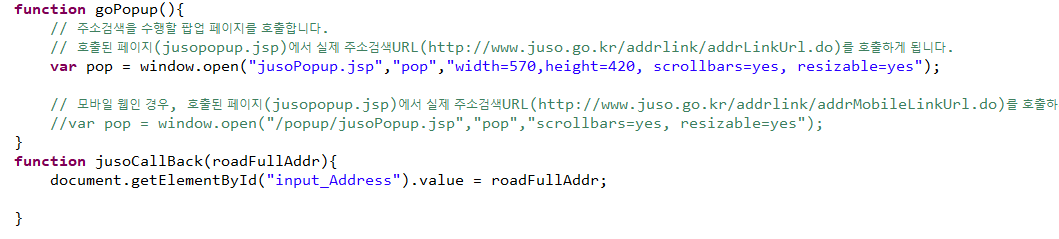 function goPopup(){
// 주소검색을 수행할 팝업 페이지를 호출합니다.
// 호출된 페이지(jusopopup.jsp)에서 실제 주소검색URL(http://www.juso.go.kr/addrlink/addrLinkUrl.do)를 호출하게 됩니다.
var pop = window.open("jusoPopup.jsp","pop","width=570,height=420, scrollbars=yes, resizable=yes");
// 모바일 웹인 경우, 호출된 페이지(jusopopup.jsp)에서 실제 주소검색URL(http://www.juso.go.kr/addrlink/addrMobileLinkUrl.do)를 호출하
//var pop = window.open("/popup/jusoPopup.jsp","pop","scrollbars=yes, resizable=yes");
}
function jusoCallBack(roadFullAddr){
document.getElementById("input_Address").value = roadFullAddr;
}